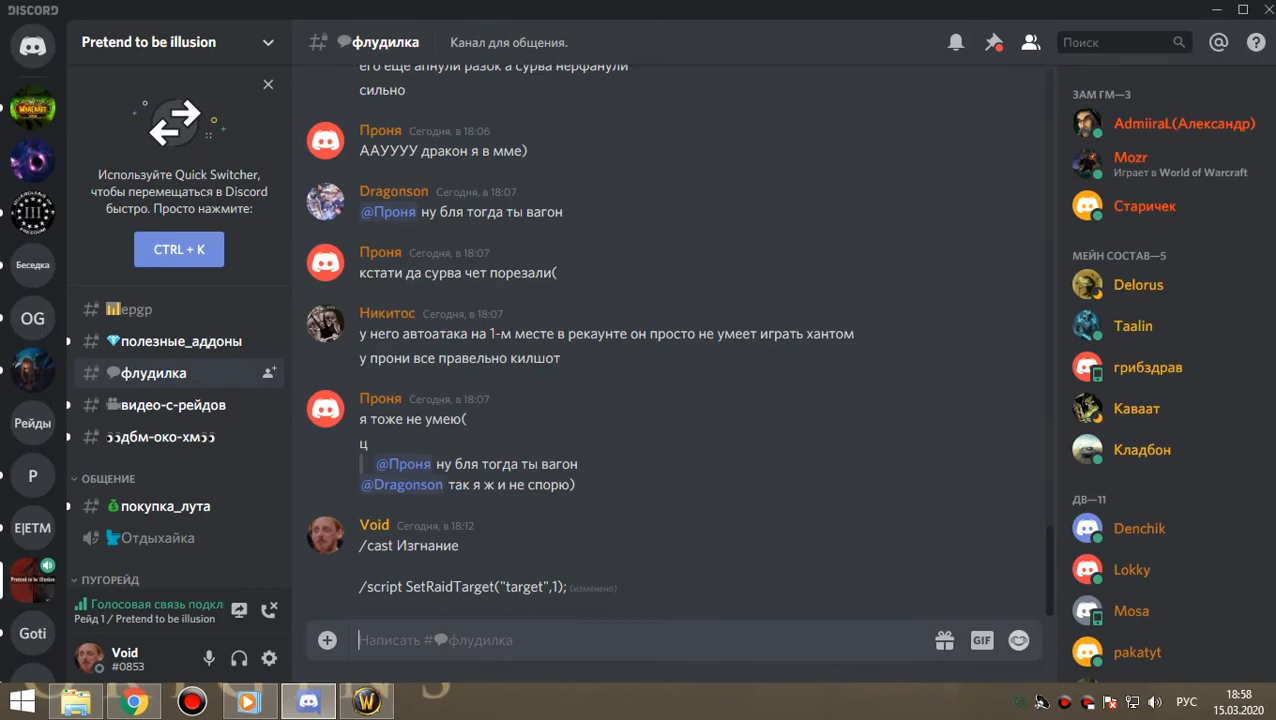 DISCORD
Pretend to be illusion
флудилка
Канал для общения.
Поиск
Используйте Quick Switcher,
чтобы перемещаться в Discord
быстро. Просто нажмите:
CTRL + K
epgp
полезные_аддоны
флудилка
видео-с-рейдов
дбм-око-хм
ОБЩЕНИЕ
покупка_лута
Отдыхайка
ПУГОРЕЙД
Голосовая связь подкл
Рейд 1 / Pretend to be illusion
Void
#0853
Беседка
OG
Рейды
P
E|ETM
Pretend to be illusion
Goti
его еще апнули разок а сурва нерфанули
сильно
Проня Сегодня, в 18:06
ААУУУУ дракон я в мме)
Dragonson Сегодня, в 18:07
@Проня ну бля тогда ты вагон
Проня Сегодня, в 18:07
кстати да сурва чет порезали(
Никитос Сегодня, в 18:07
у него автоатака на 1-м месте в рекаунте он просто не умеет играть хантом
у прони все правельно килшот
Проня Сегодня, в 18:07
я тоже не умею(
ц
@Проня ну бля тогда ты вагон
@Dragonson так я ж и не спорю)
Void Сегодня, в 18:12
/cast Изгнание
/script SetRaidTarget("target",1); (изменено)
Написать #флудилка
GIF
ЗАМ ГМ—3
AdmiiraL(Александр)
Mozr
Играет в World of Warcraft
Старичек
МЕЙН СОСТАВ—5
Delorus
Taalin
грибздрав
Каваат
Кладбон
ДВ—11
Denchik
Lokky
Mosa
pakatyt
РУС
18:58
15.03.2020